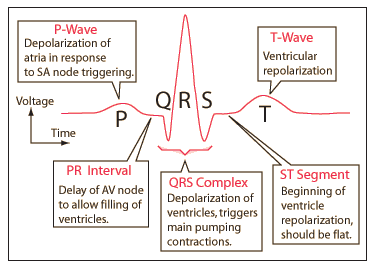 P-Wave
Depolarization of
atria in response
to SA node triggering.
T-Wave
Ventricular
repolarization
Q R S
Voltage
P
T
Time
PR Interval
Delay of AV node
to allow filling of
ventricles.
QRS Complex
Depolarization of
ventricles, triggers
main pumping
contractions.
ST Segment
Beginning of
ventricle
repolarization,
should be flat.